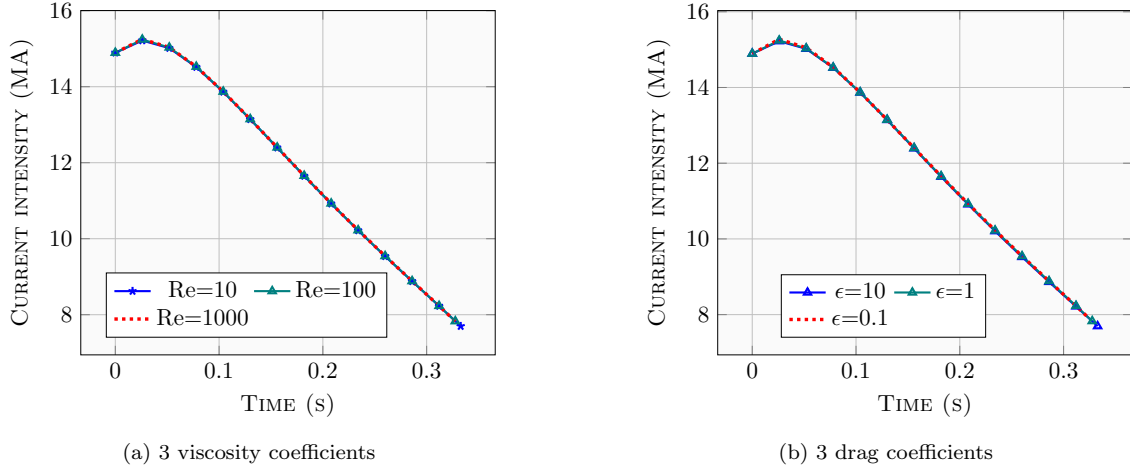 16
14
12
10
8
0
0.1
0.2
0.3
CURRENT INTENSITY (MA)
TIME (s)
Re=10
Re=100
Re=1000
(a) 3 viscosity coefficients
16
14
12
10
8
0
0.1
0.2
0.3
CURRENT INTENSITY (MA)
TIME (s)
ϵ=10
ϵ=1
ϵ=0.1
(b) 3 drag coefficients